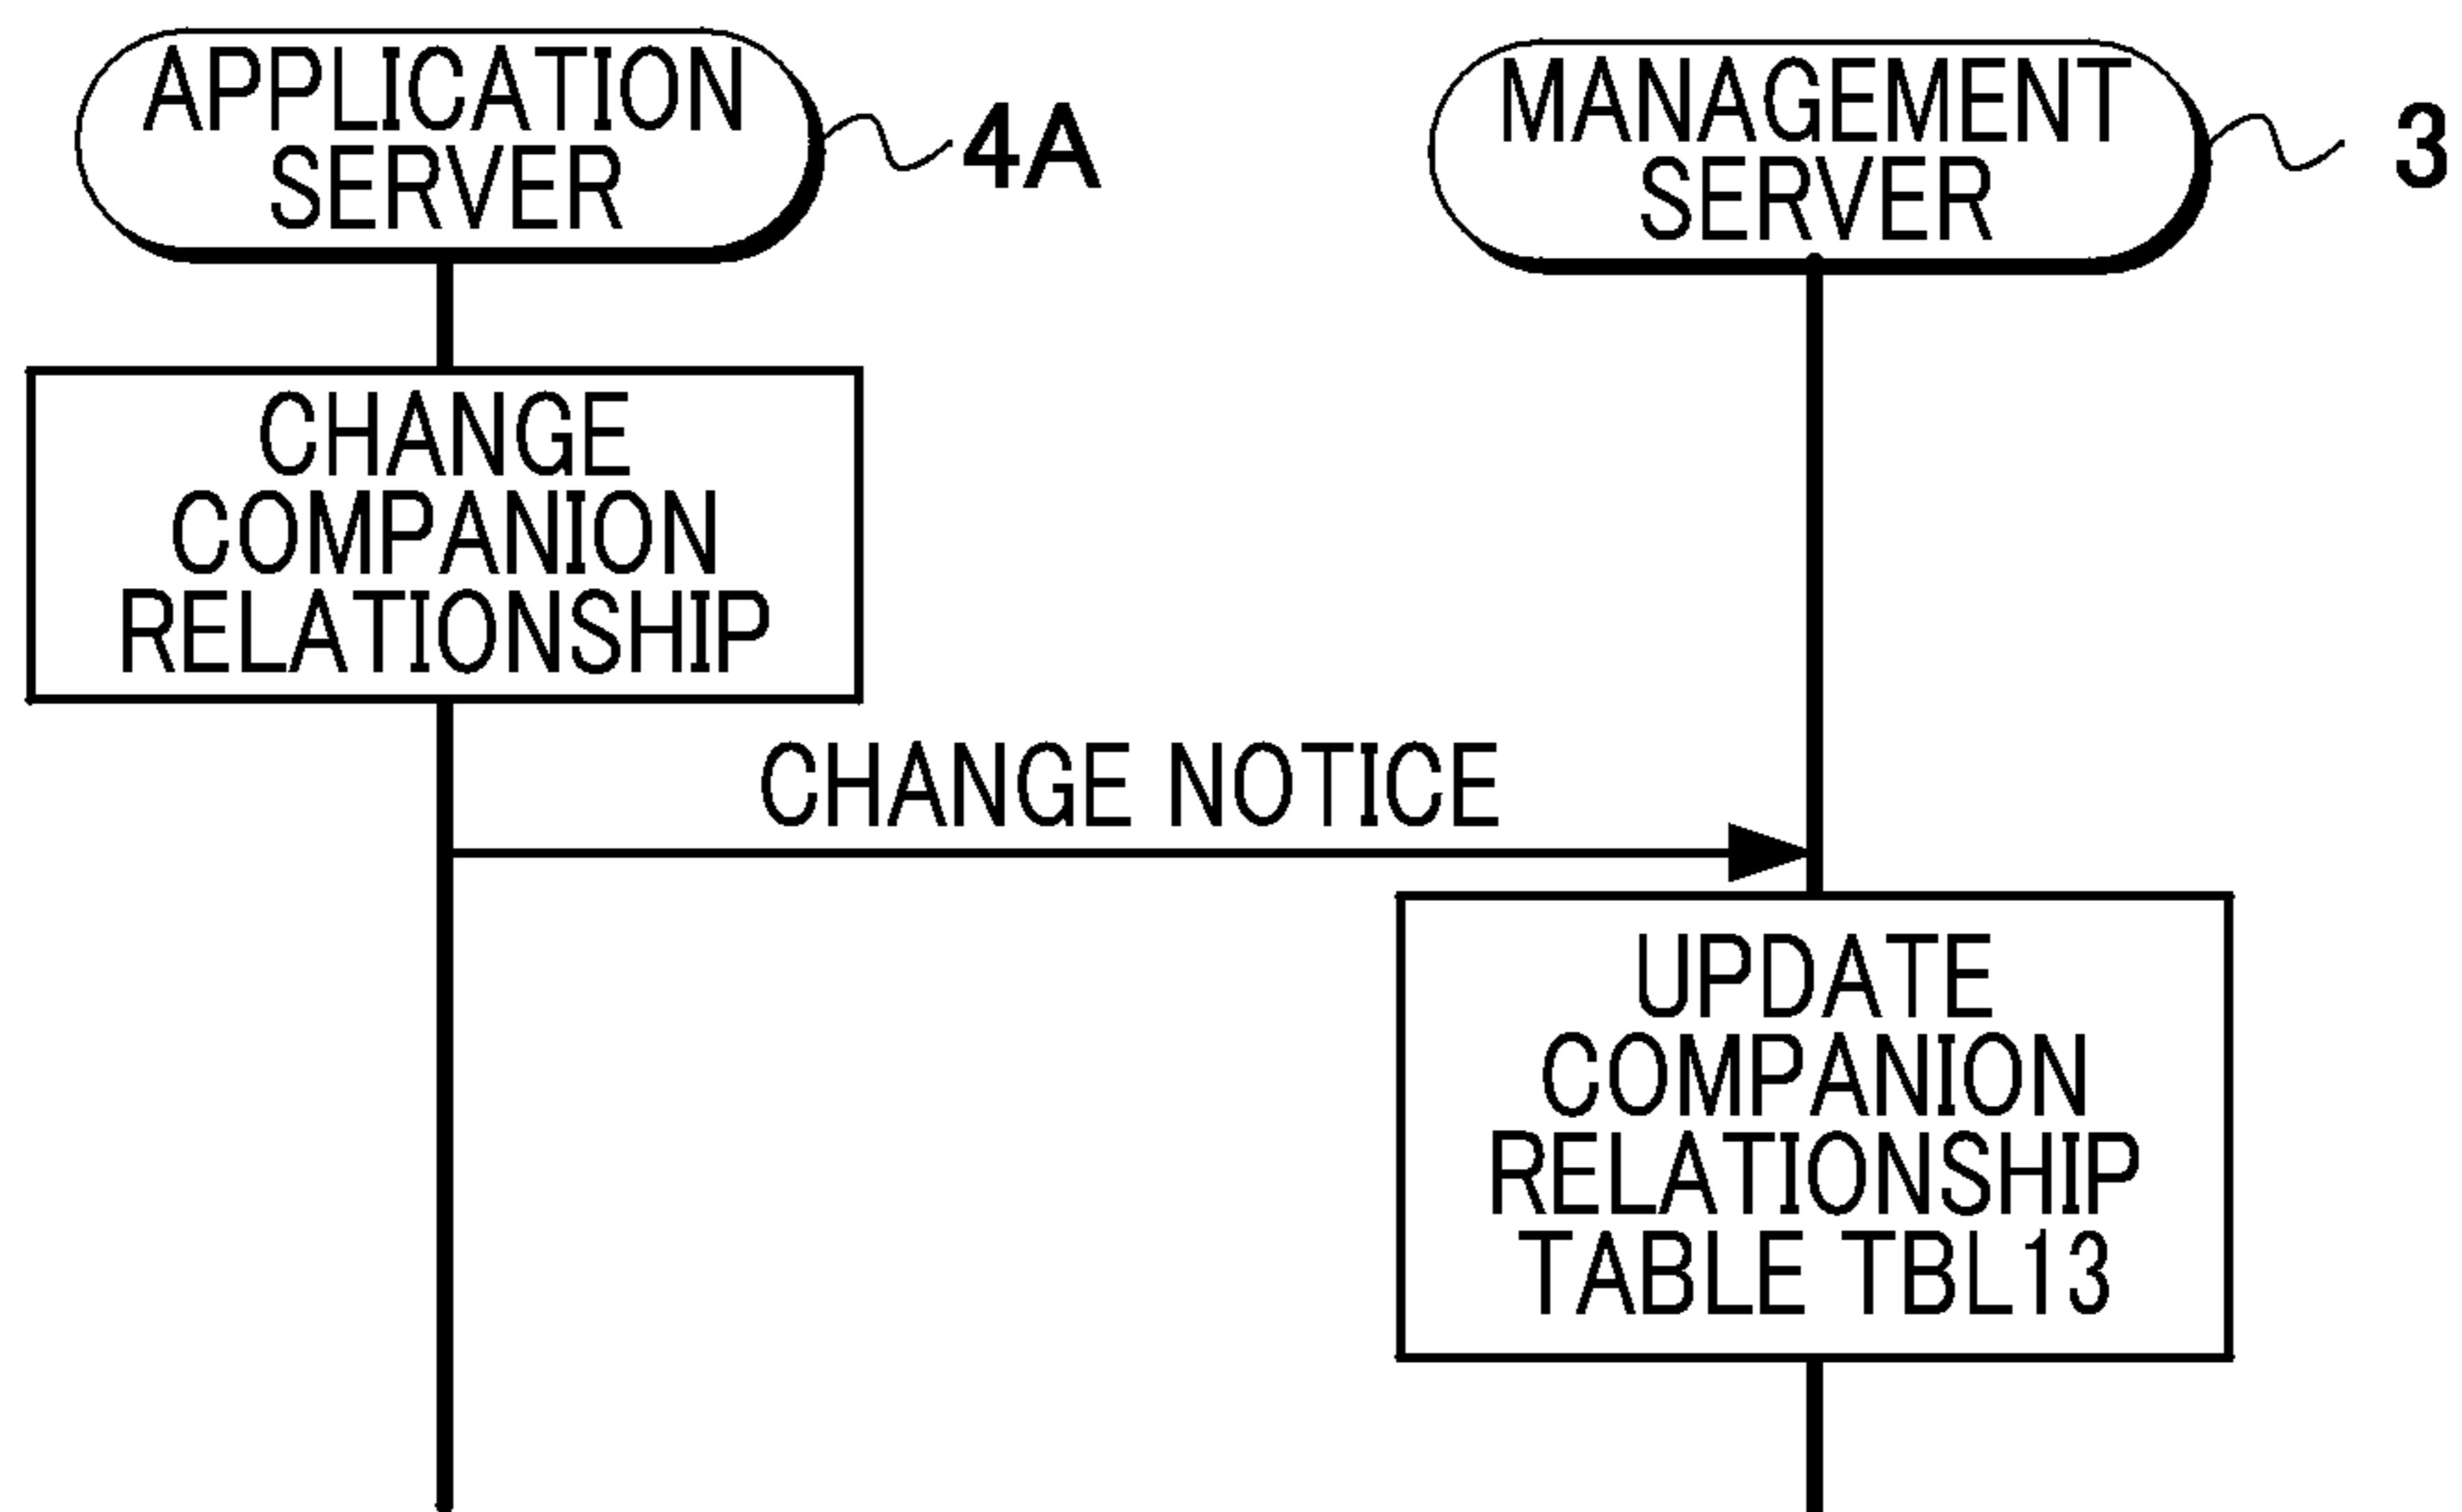 APPLICATION
SERVER
4A
MANAGEMENT
SERVER
3
CHANGE
COMPANION
RELATIONSHIP
CHANGE NOTICE
UPDATE
COMPANION
RELATIONSHIP
TABLE TBL13